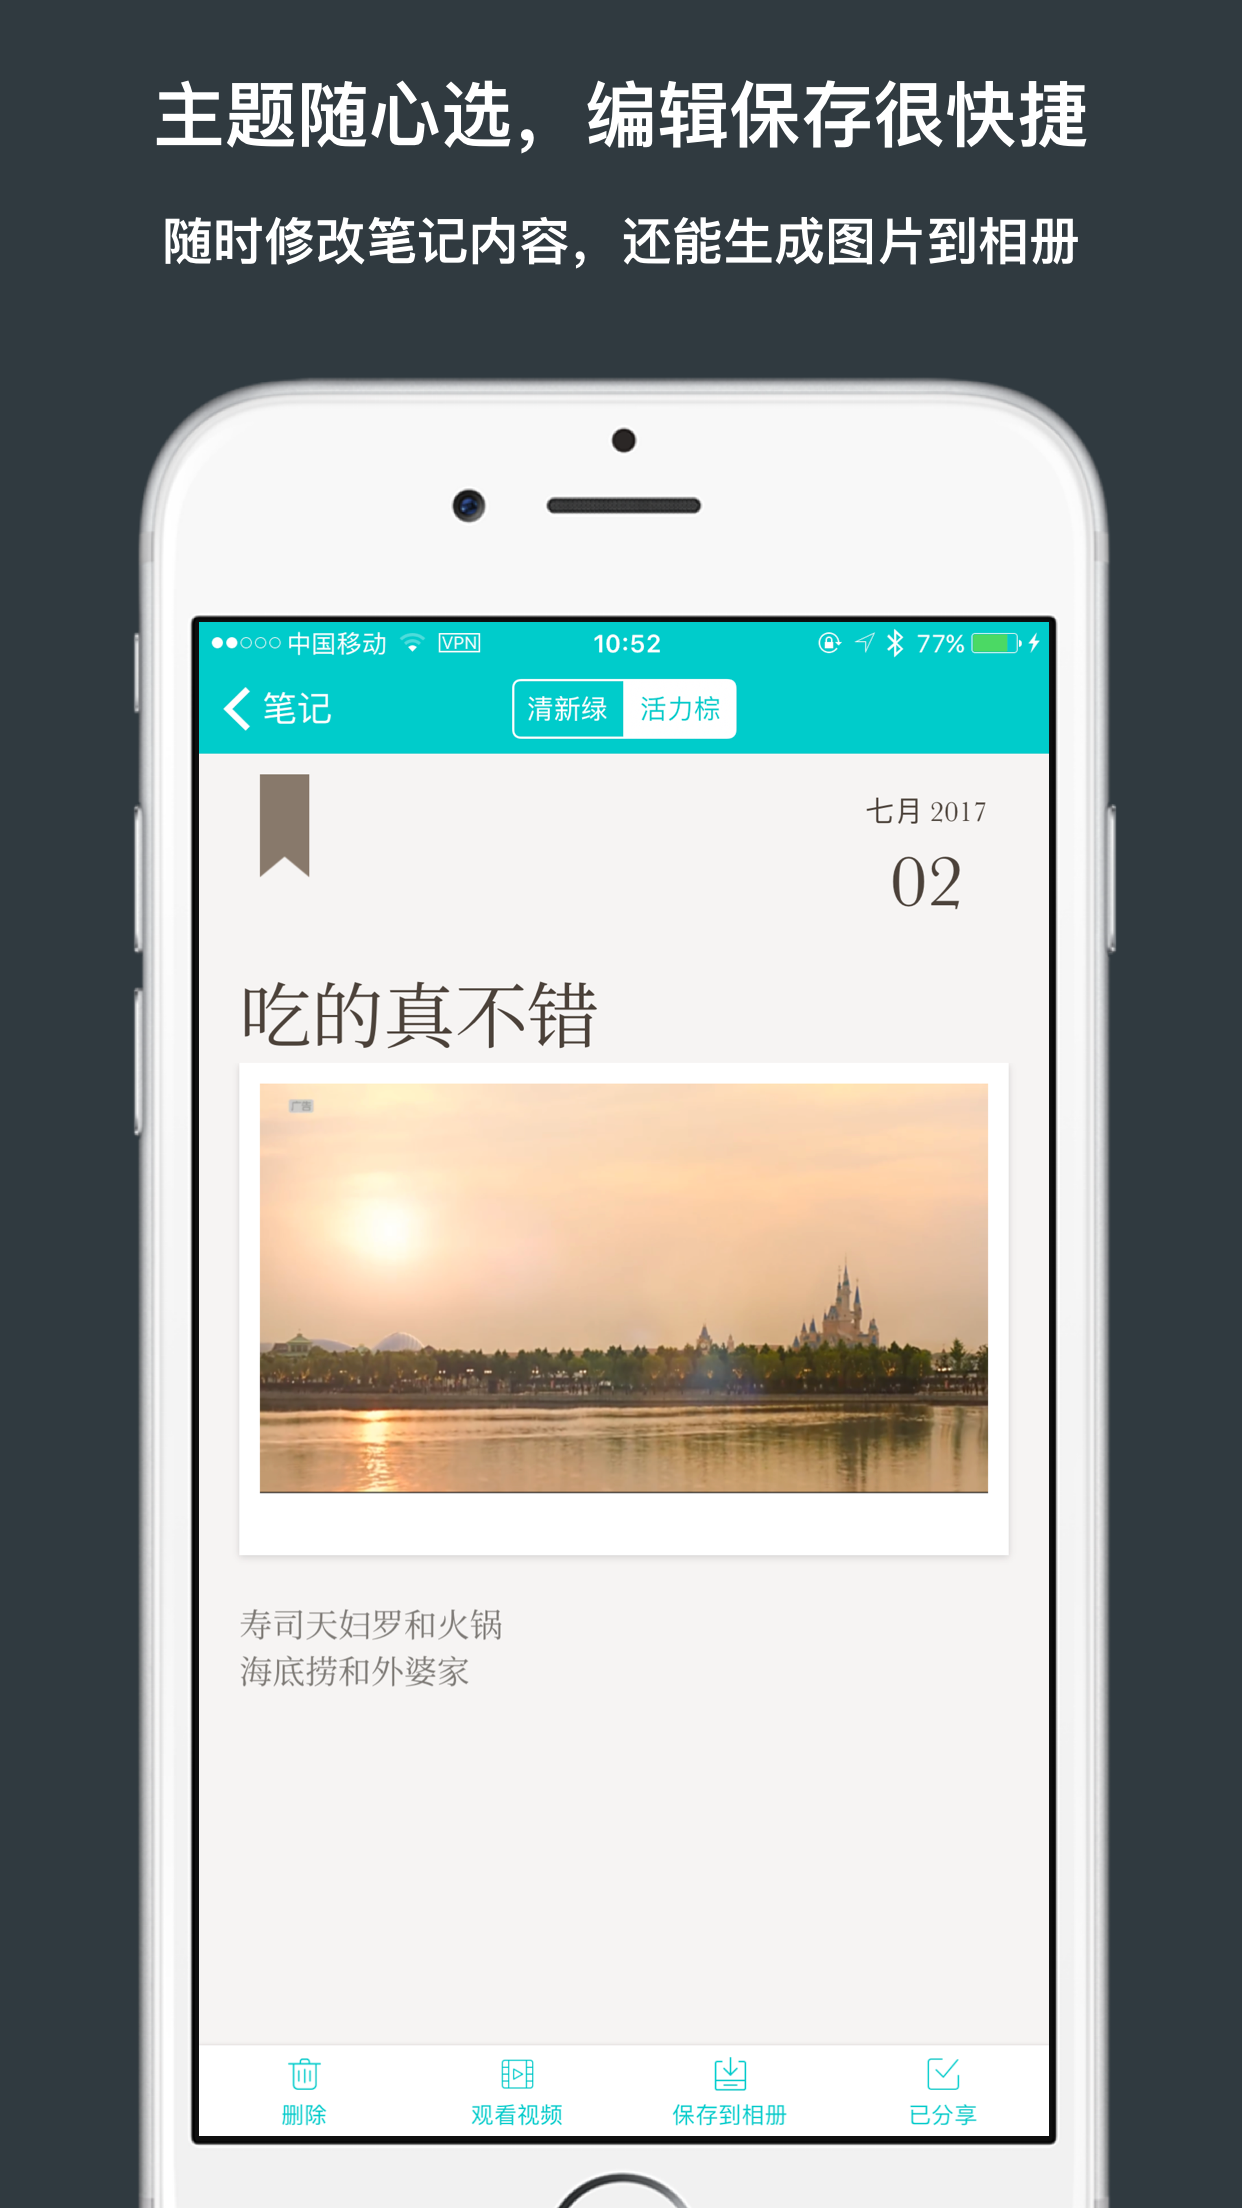 主题随心选，编辑保存很快捷
随时修改笔记内容，还能生成图片到相册
中国移动 VPN 10:52 77%
笔记 清新绿 活力棕
七月 2017
02
吃的真不错
广告
寿司天妇罗和火锅
海底捞和外婆家
删除 观看视频 保存到相册 已分享